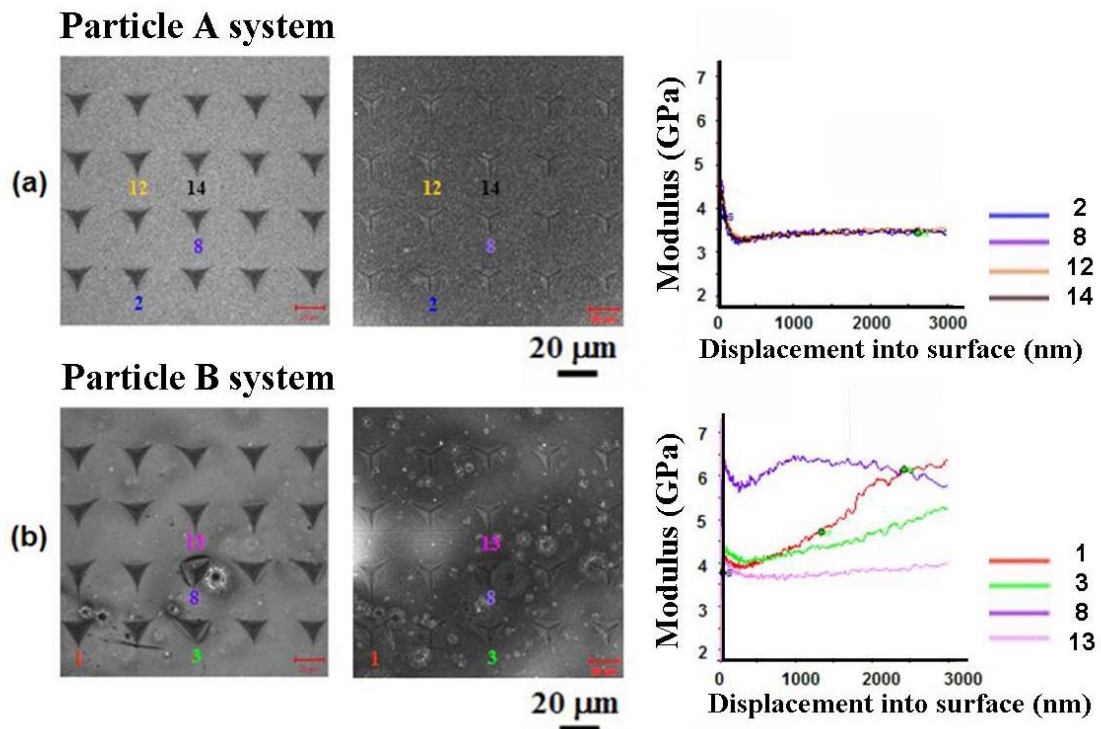 Particle A system
(a)
12 14
8
2
12 14
8
2
20 μm
Modulus (GPa)
7
6
5
4
3
2
0 1000 2000 3000
Displacement into surface (nm)
2
8
12
14
Particle B system
(b)
13
8
1 3
13
8
1 3
20 μm
Modulus (GPa)
7
6
5
4
3
2
0 1000 2000 3000
Displacement into surface (nm)
1
3
8
13